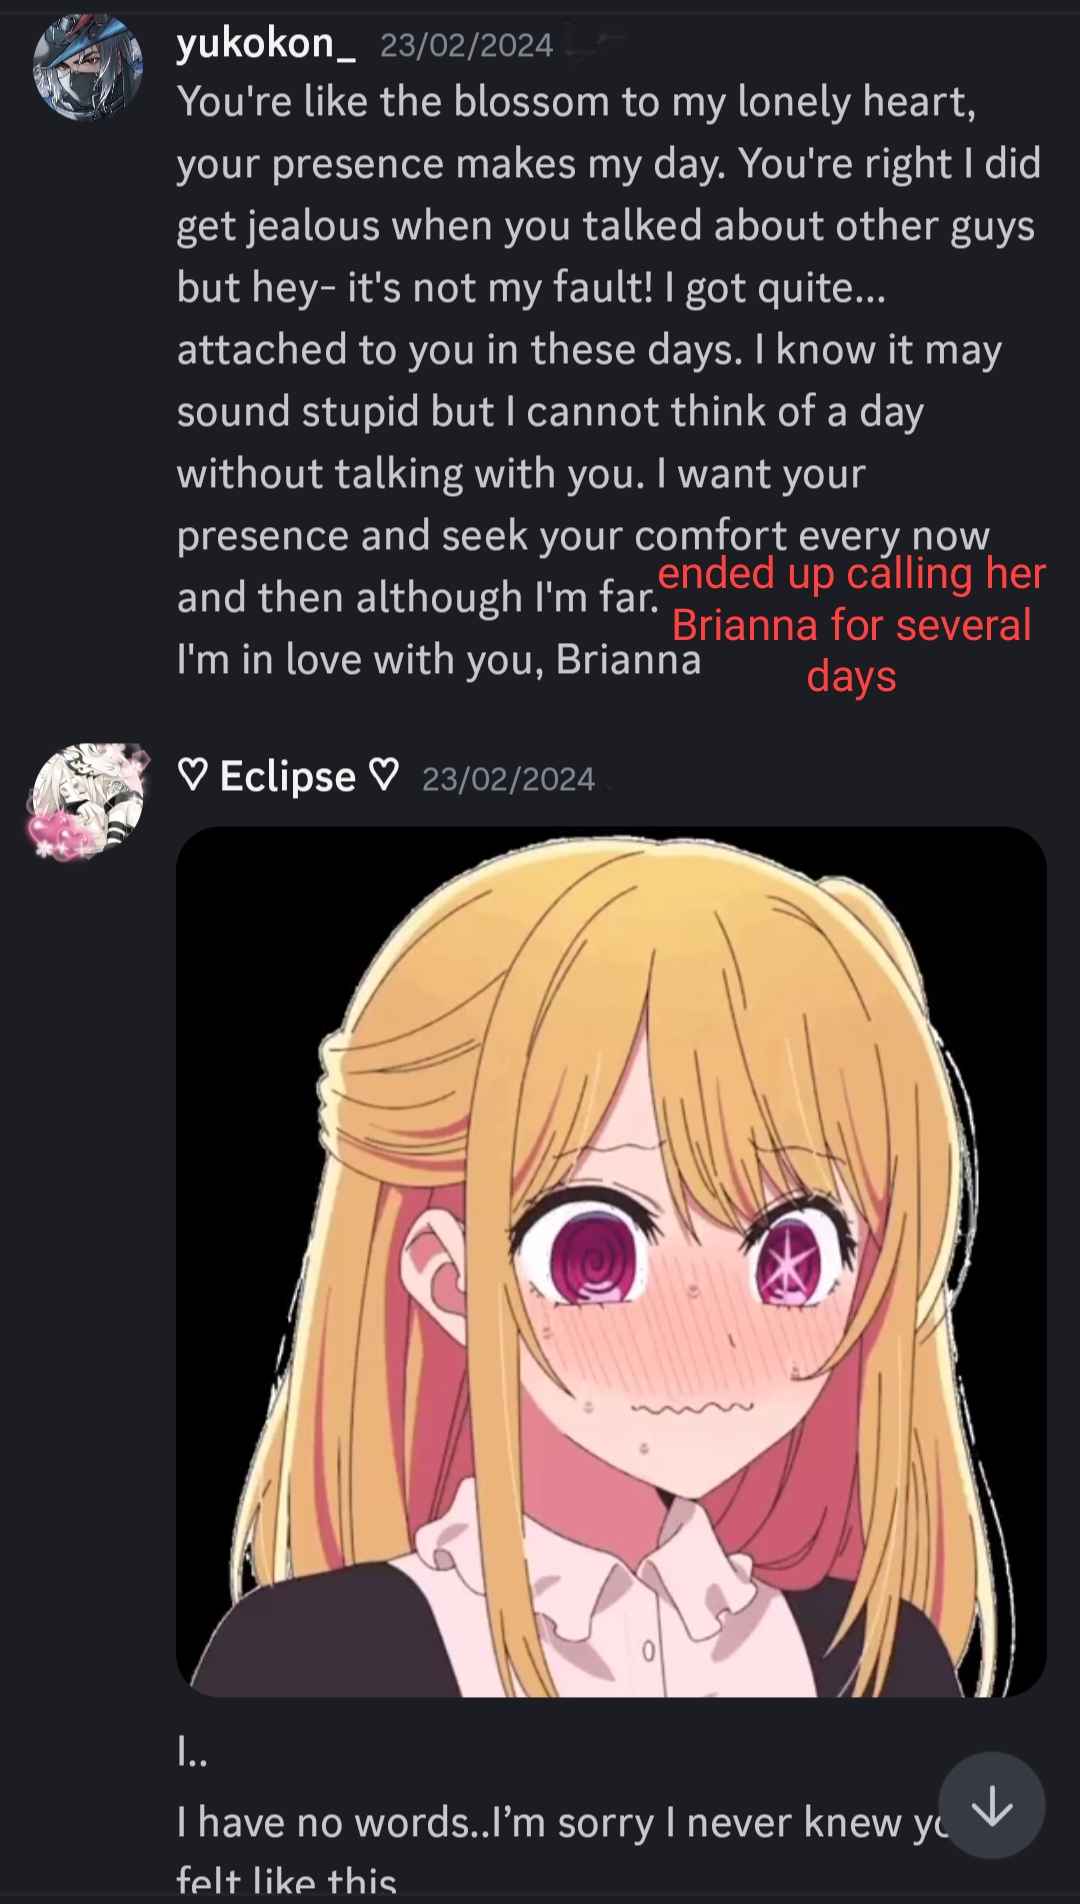 yukokon_ 23/02/2024
You're like the blossom to my lonely heart,
your presence makes my day. You're right I did
get jealous when you talked about other guys
but hey- it's not my fault! I got quite...
attached to you in these days. I know it may
sound stupid but I cannot think of a day
without talking with you. I want your
presence and seek your comfort every now
and then although I'm far.
I'm in love with you, Brianna
ended up calling her
Brianna for several
days
♡ Eclipse ♡ 23/02/2024
I..
I have no words..I’m sorry I never knew
felt like this